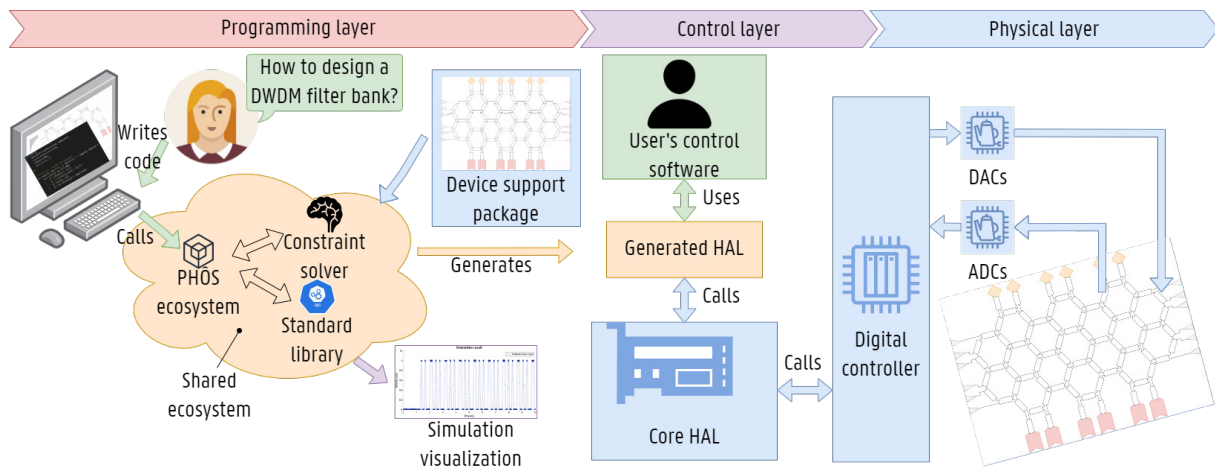 Programming layer
Control layer
Physical layer
How to design a
DWDM filter bank?
Writes
code
Calls
PHÔS
ecosystem
Constraint
solver
Standard
library
Shared
ecosystem
Device support
package
Generates
Simulation
visualization
User's control
software
Uses
Generated HAL
Calls
Core HAL
Calls
Digital
controller
DACs
ADCs